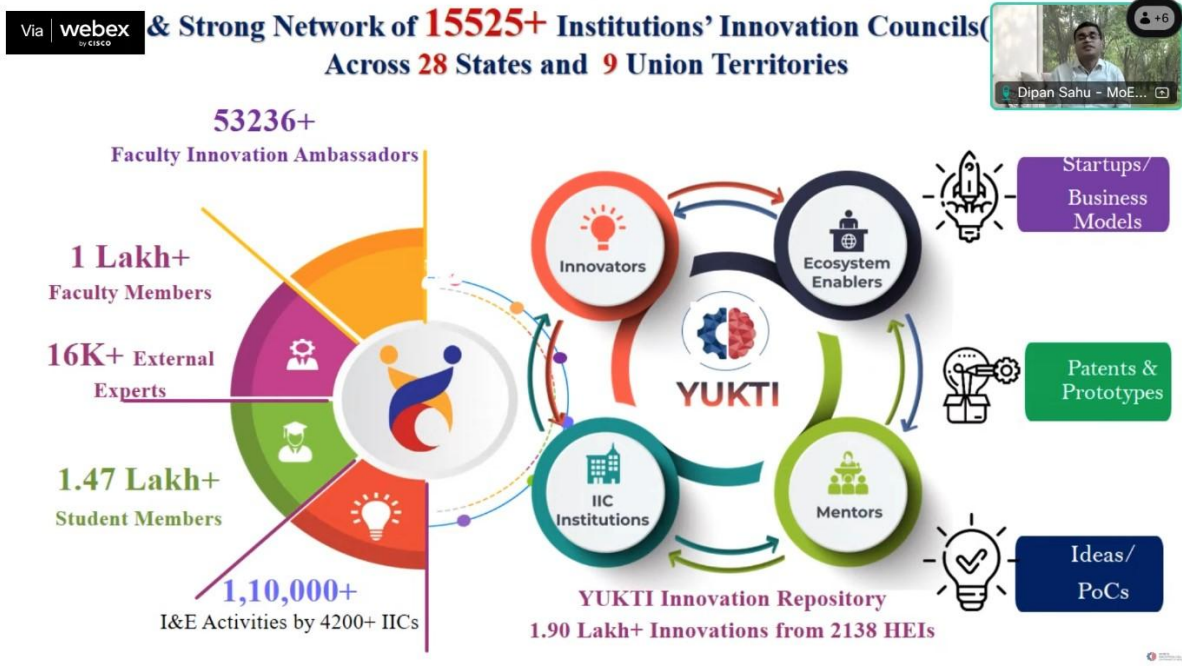 Via webex
by CISCO
& Strong Network of 15525+ Institutions’ Innovation Councils(
Across 28 States and 9 Union Territories
+6
Dipan Sahu - MoE...
53236+
Faculty Innovation Ambassadors
1 Lakh+
Faculty Members
16K+ External
Experts
1.47 Lakh+
Student Members
1,10,000+
I&E Activities by 4200+ IICs
Innovators
Ecosystem
Enablers
YUKTI
IIC
Institutions
Mentors
YUKTI Innovation Repository
1.90 Lakh+ Innovations from 2138 HEIs
Startups/
Business
Models
Patents &
Prototypes
Ideas/
PoCs